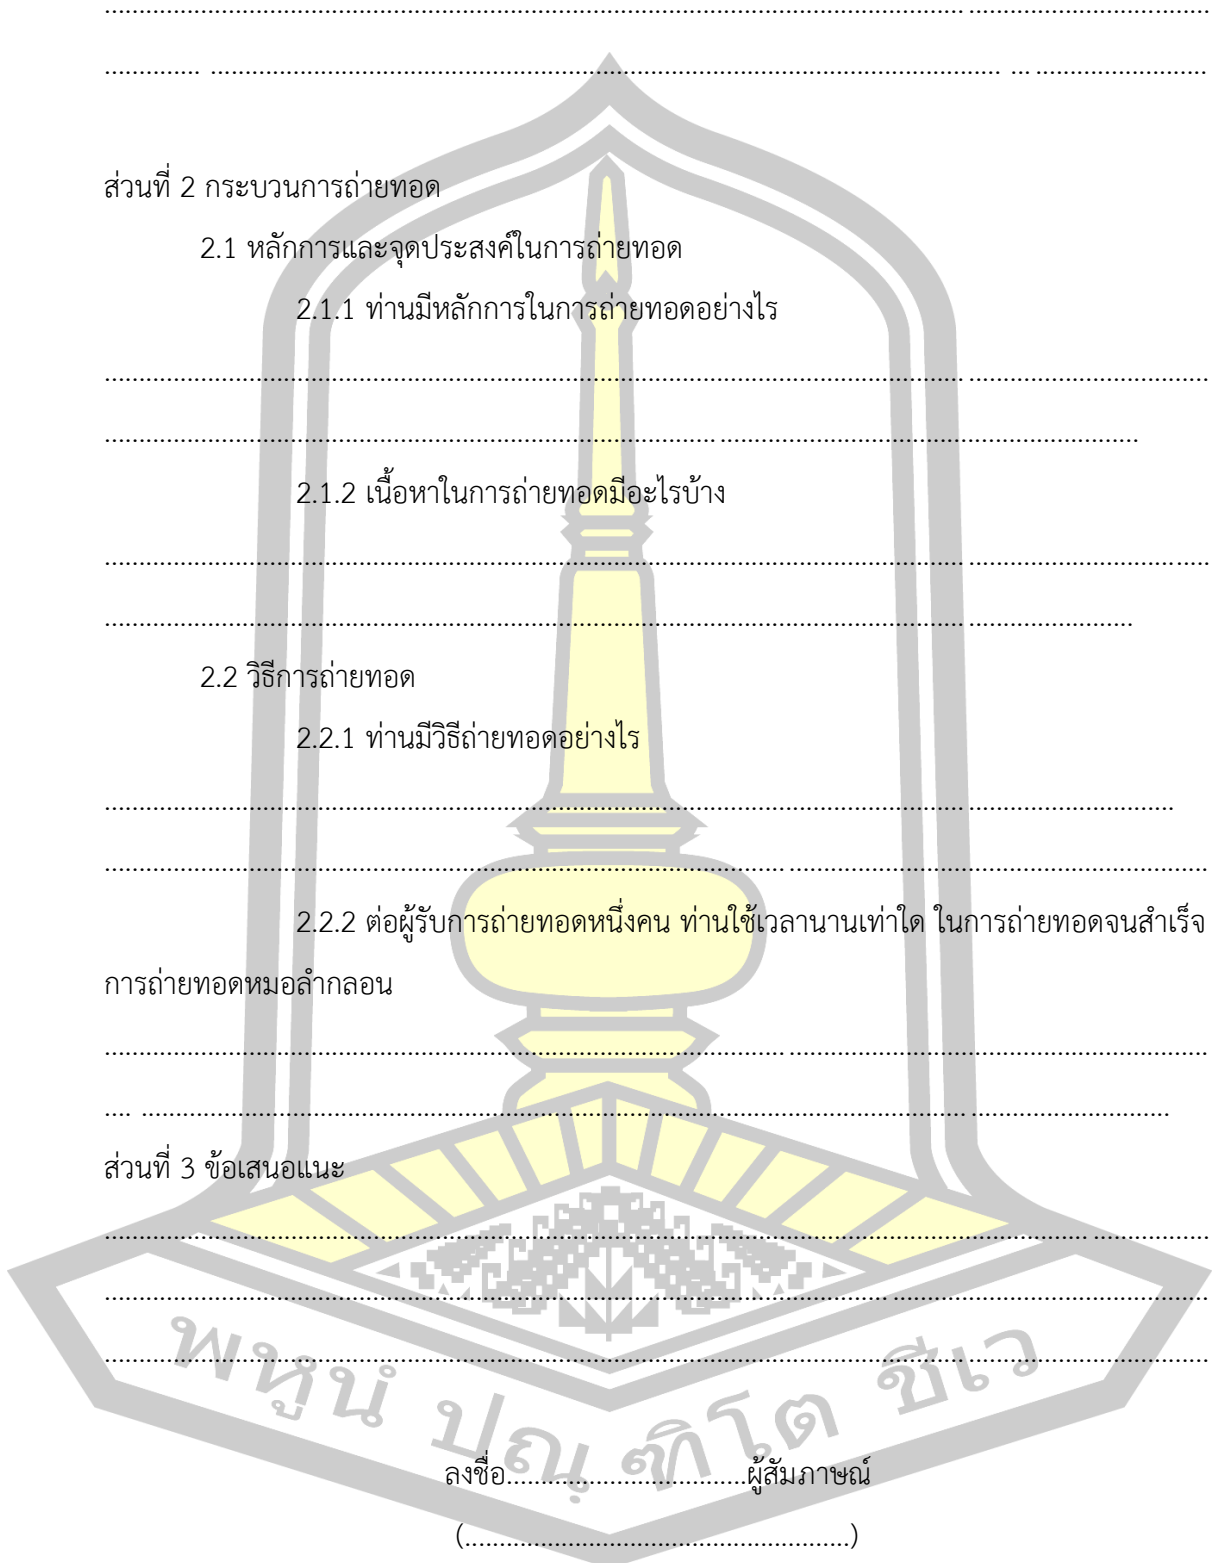 ........................................................................................................................................................................
.............. ..................................................................................................................... ... .........................
ส่วนที่ 2 กระบวนการถ่ายทอด
2.1 หลักการและจุดประสงค์ในการถ่ายทอด
2.1.1 ท่านมีหลักการในการถ่ายทอดอย่างไร
........................................................................................................................................................................
..............................................................................................................................................................
2.1.2 เนื้อหาในการถ่ายทอดมีอะไรบ้าง
........................................................................................................................................................................
..............................................................................................................................................................
2.2 วิธีการถ่ายทอด
2.2.1 ท่านมีวิธีถ่ายทอดอย่างไร
..................................................................................................................................................................
........................................................................................................................................................................
2.2.2 ต่อผู้รับการถ่ายทอดหนึ่งคน ท่านใช้เวลานานเท่าใด ในการถ่ายทอดจนสำเร็จ
การถ่ายทอดหมอลำกลอน
........................................................................................................................................................................
.... .............................................................................................................................................................
ส่วนที่ 3 ข้อเสนอแนะ
........................................................................................................................................................................
........................................................................................................................................................................
........................................................................................................................................................................
พหูนํ ปณฺฑิโต ชีเว
ลงชื่อ...................................ผู้สัมภาษณ์
(........................................................)